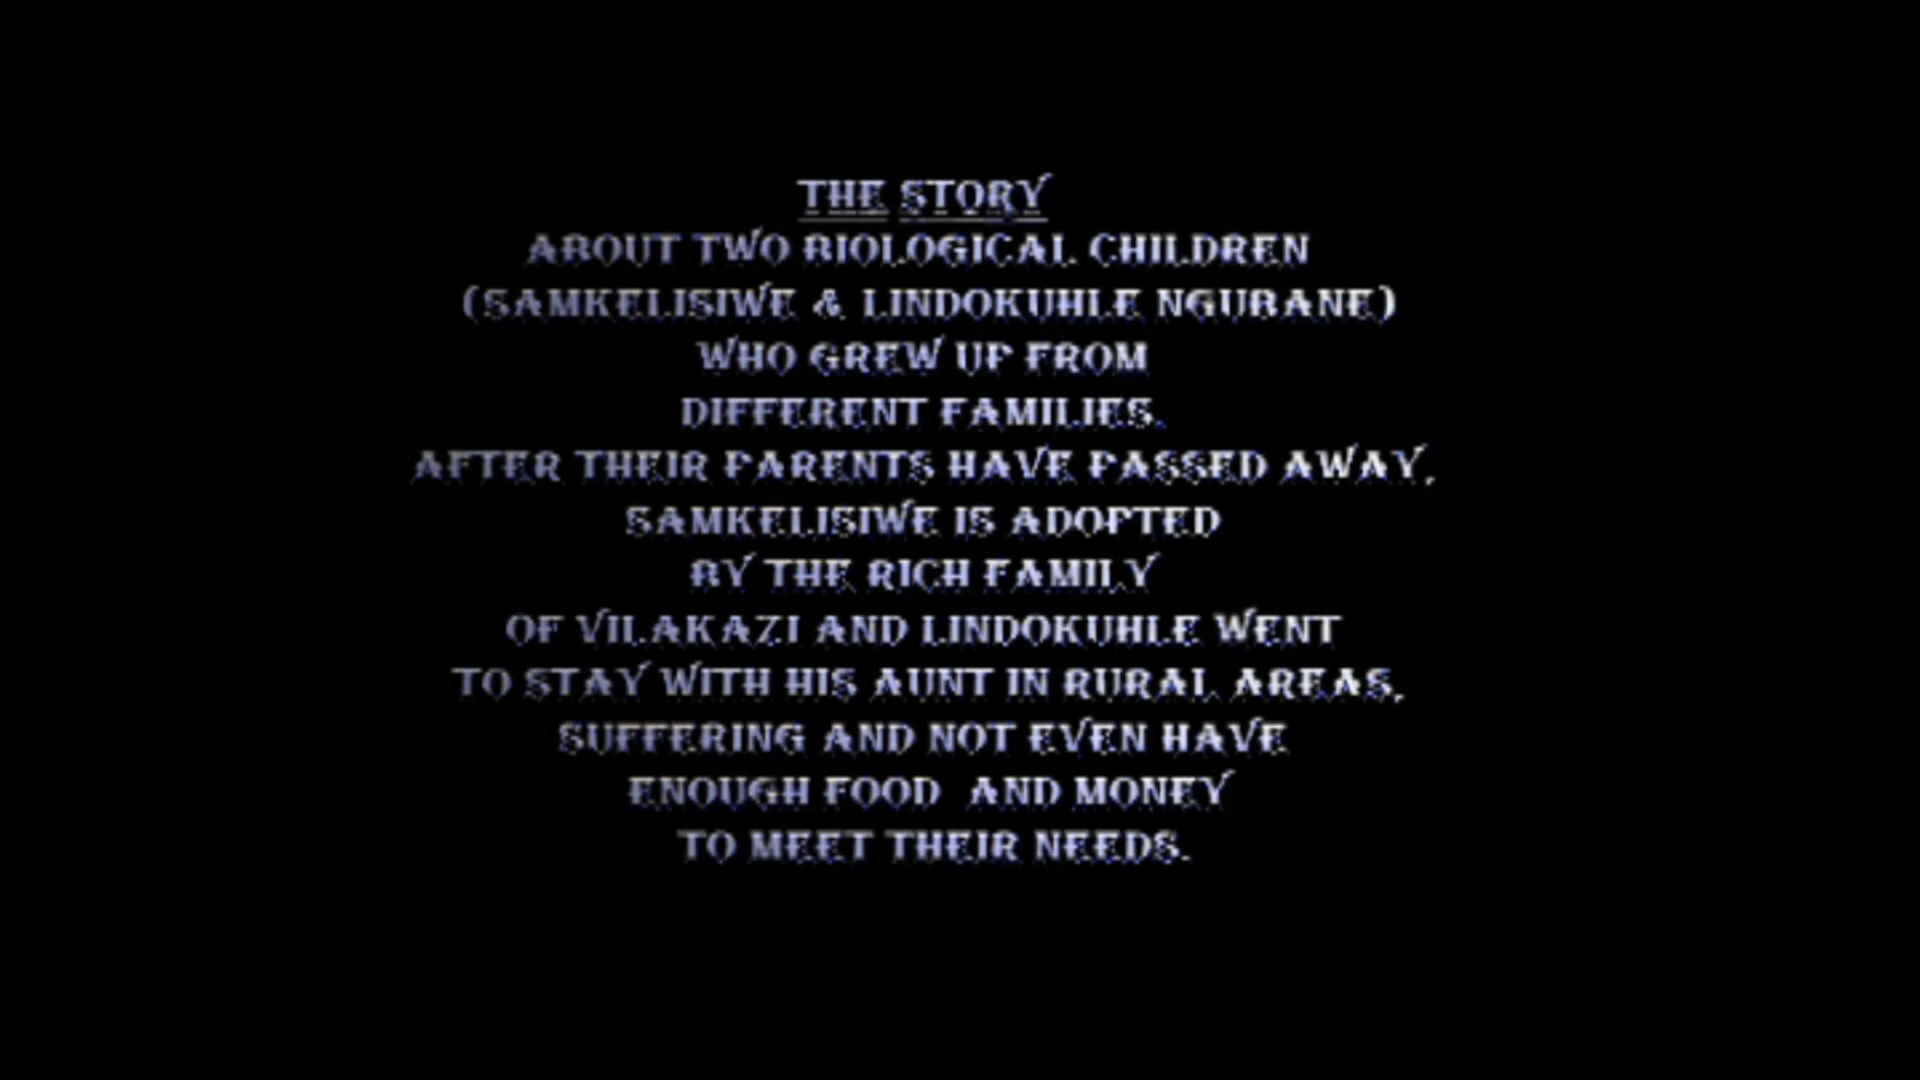 THE STORY
ABOUT TWO BIOLOGICAL CHILDREN
(SAMKELISIWE & LINDOKUHLE NGUBANE)
WHO GREW UP FROM
DIFFERENT FAMILIES.
AFTER THEIR PARENTS HAVE PASSED AWAY,
SAMKELISIWE IS ADOPTED
BY THE RICH FAMILY
OF VILAKAZI AND LINDOKUHLE WENT
TO STAY WITH HIS AUNT IN RURAL AREAS,
SUFFERING AND NOT EVEN HAVE
ENOUGH FOOD AND MONEY
TO MEET THEIR NEEDS.